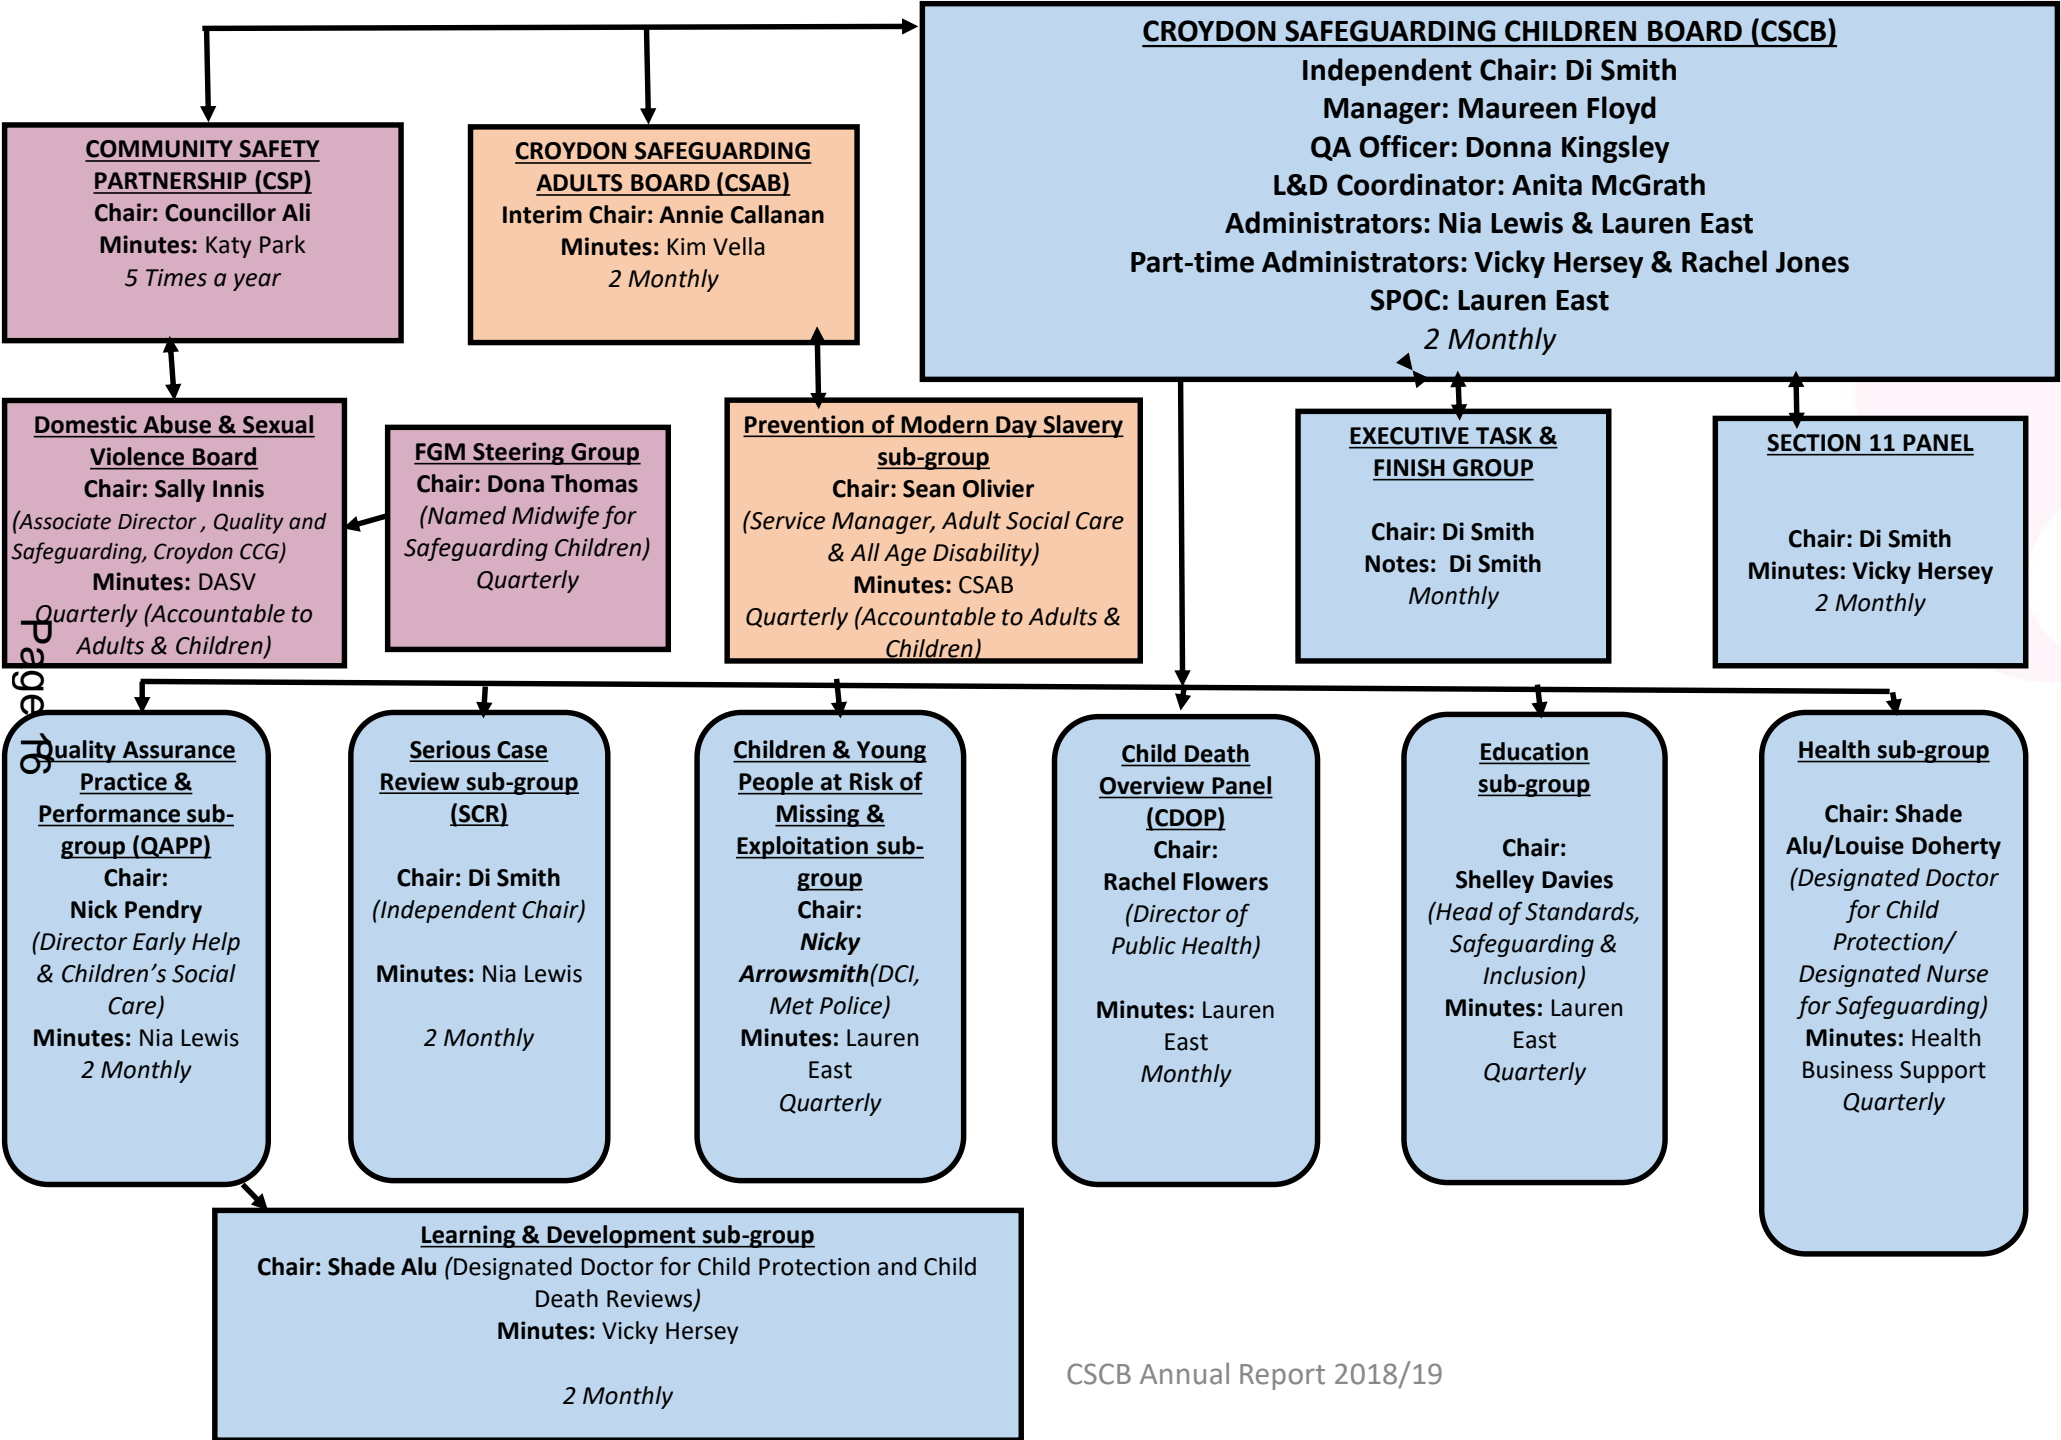 CROYDON SAFEGUARDING CHILDREN BOARD (CSCB)
Independent Chair: Di Smith
Manager: Maureen Floyd
QA Officer: Donna Kingsley
L&D Coordinator: Anita McGrath
Administrators: Nia Lewis & Lauren East
Part-time Administrators: Vicky Hersey & Rachel Jones
SPOC: Lauren East
2 Monthly
COMMUNITY SAFETY
PARTNERSHIP (CSP)
Chair: Councillor Ali
Minutes: Katy Park
5 Times a year
CROYDON SAFEGUARDING
ADULTS BOARD (CSAB)
Interim Chair: Annie Callanan
Minutes: Kim Vella
2 Monthly
Domestic Abuse & Sexual
Violence Board
Chair: Sally Innis
(Associate Director , Quality and
Safeguarding, Croydon CCG)
Minutes: DASV
Quarterly (Accountable to
Adults & Children)
FGM Steering Group
Chair: Dona Thomas
(Named Midwife for
Safeguarding Children)
Quarterly
Prevention of Modern Day Slavery
sub-group
Chair: Sean Olivier
(Service Manager, Adult Social Care
& All Age Disability)
Minutes: CSAB
Quarterly (Accountable to Adults &
Children)
EXECUTIVE TASK &
FINISH GROUP
Chair: Di Smith
Notes: Di Smith
Monthly
SECTION 11 PANEL
Chair: Di Smith
Minutes: Vicky Hersey
2 Monthly
Page 16
Quality Assurance
Practice &
Performance sub-
group (QAPP)
Chair:
Nick Pendry
(Director Early Help
& Children’s Social
Care)
Minutes: Nia Lewis
2 Monthly
Serious Case
Review sub-group
(SCR)
Chair: Di Smith
(Independent Chair)
Minutes: Nia Lewis
2 Monthly
Children & Young
People at Risk of
Missing &
Exploitation sub-
group
Chair:
Nicky
Arrowsmith(DCI,
Met Police)
Minutes: Lauren
East
Quarterly
Child Death
Overview Panel
(CDOP)
Chair:
Rachel Flowers
(Director of
Public Health)
Minutes: Lauren
East
Monthly
Education
sub-group
Chair:
Shelley Davies
(Head of Standards,
Safeguarding &
Inclusion)
Minutes: Lauren
East
Quarterly
Health sub-group
Chair: Shade
Alu/Louise Doherty
(Designated Doctor
for Child
Protection/
Designated Nurse
for Safeguarding)
Minutes: Health
Business Support
Quarterly
Learning & Development sub-group
Chair: Shade Alu (Designated Doctor for Child Protection and Child
Death Reviews)
Minutes: Vicky Hersey
2 Monthly
CSCB Annual Report 2018/19